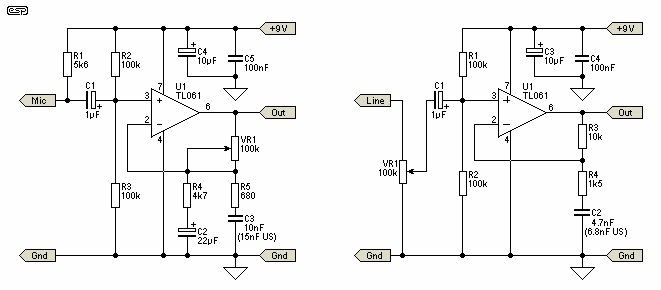 esp
+9V
R1
5k6
R2
100k
C4
10µF
C5
100nF
C1
1µF
Mic
U1
TL061
7
3
2
6
4
+
-
Out
VR1
100k
R3
100k
R4
4k7
R5
680
C3
10nF
(15nF US)
C2
22µF
Gnd
Gnd
+9V
R1
100k
C3
10µF
C4
100nF
C1
1µF
Line
U1
TL061
7
3
2
6
4
+
-
Out
VR1
100k
R2
100k
R3
10k
R4
1k5
C2
4.7nF
(6.8nF US)
Gnd
Gnd